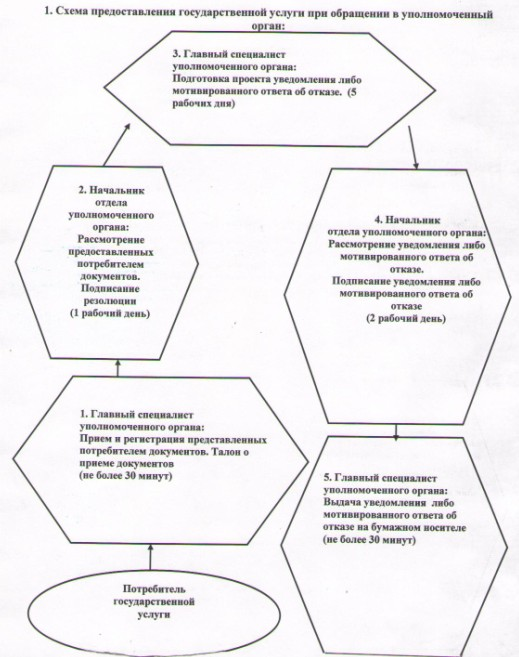 1. Схема предоставления государственной услуги при обращении в уполномоченный
орган:
3. Главный специалист
уполномоченного органа:
Подготовка проекта уведомления либо
мотивированного ответа об отказе. (5
рабочих дня)
2. Начальник
отдела
уполномоченного
органа:
Рассмотрение
предоставленных
потребителем
документов.
Подписание
резолюции
(1 рабочий день)
4. Начальник
отдела уполномоченного органа:
Рассмотрение уведомления либо
мотивированного ответа об
отказе.
Подписание уведомления либо
мотивированного ответа об
отказе
(2 рабочий день)
1. Главный специалист
уполномоченного органа:
Прием и регистрация представленных
потребителем документов. Талон о
приеме документов
(не более 30 минут)
5. Главный специалист
уполномоченного органа:
Выдача уведомления либо
мотивированного ответа об
отказе на бумажном носителе
(не более 30 минут)
Потребитель
государственной
услуги